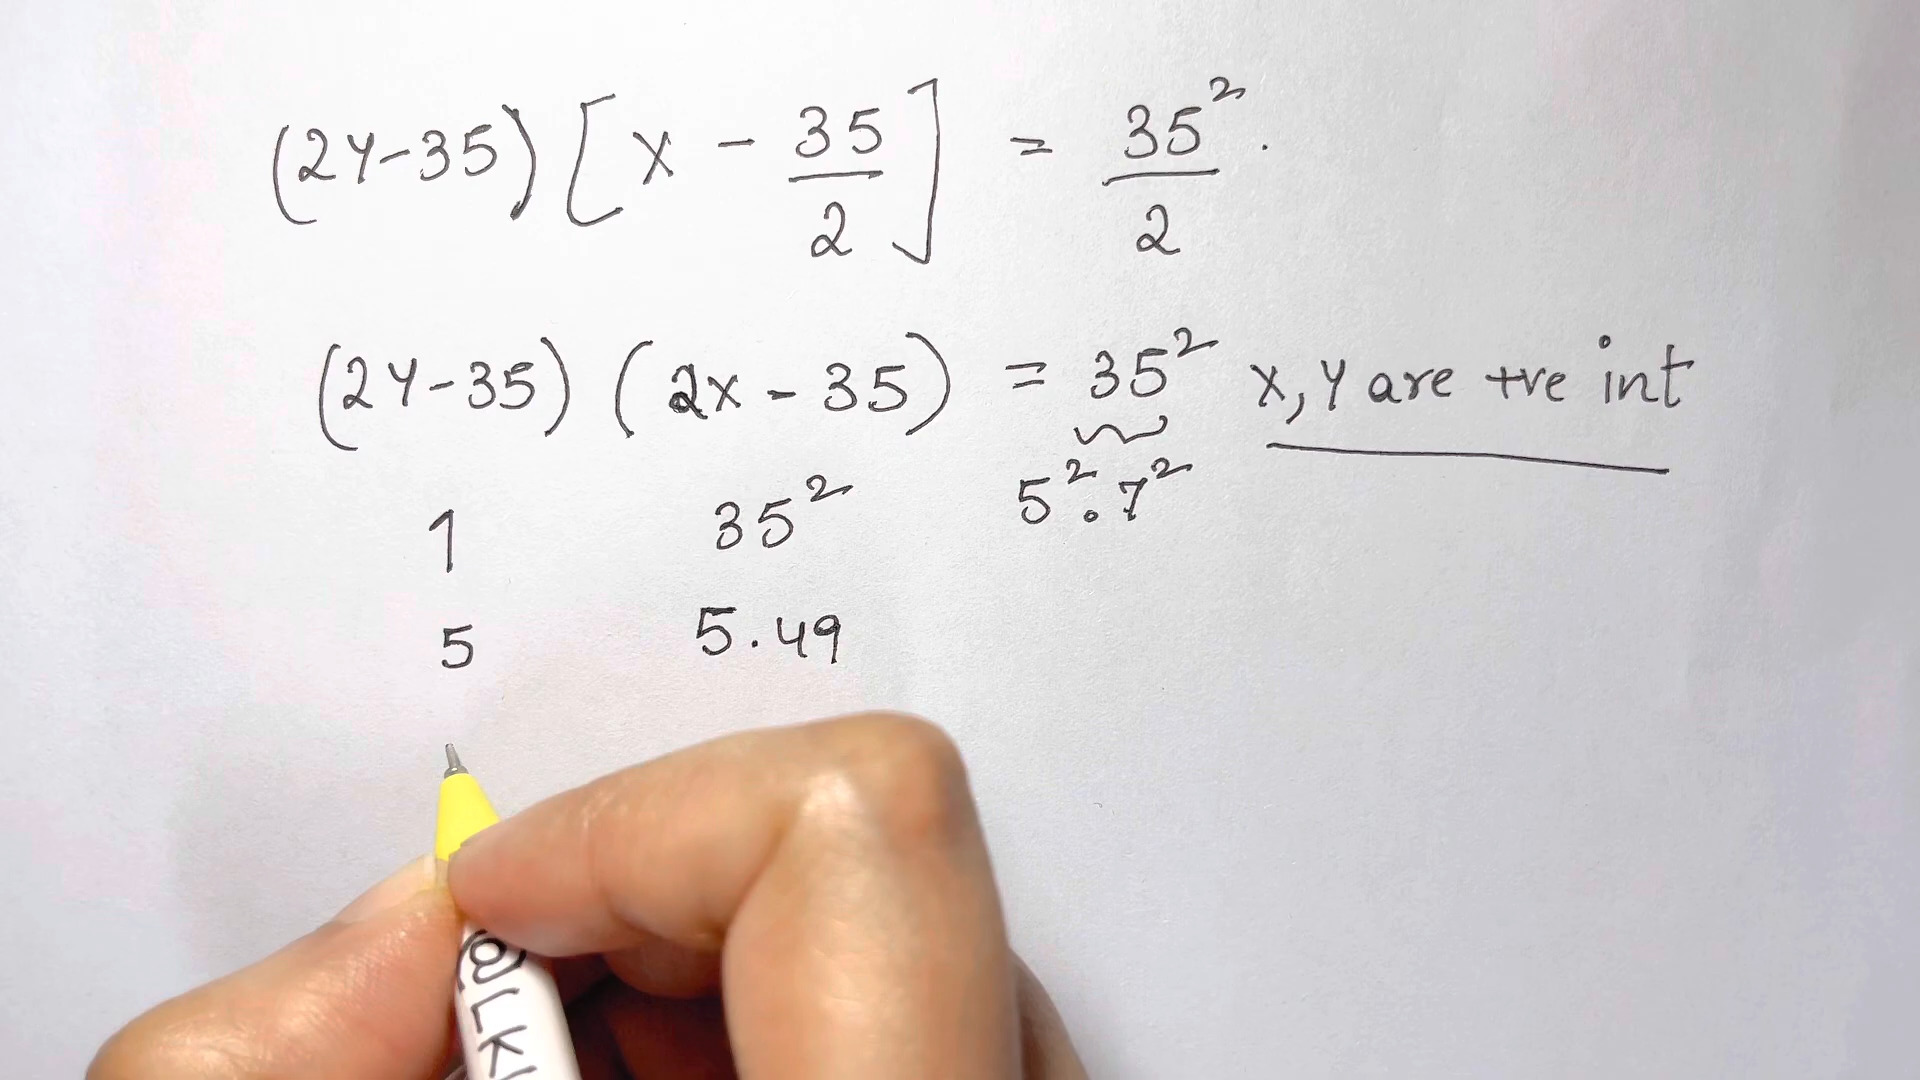 (2y-35) [x - 35/2] = 35²/2 .
(2y-35) (2x - 35) = 35² x, y are +ve int
1 35² 5².7²
5 5.49
@LK